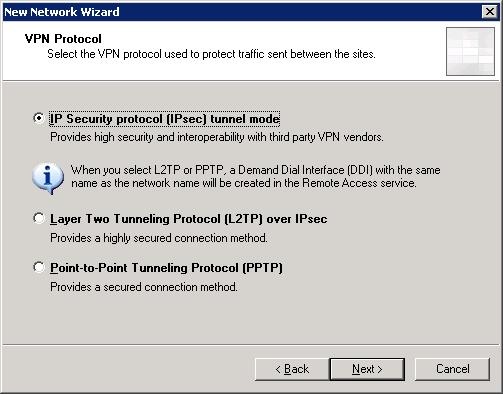 New Network Wizard
VPN Protocol
Select the VPN protocol used to protect traffic sent between the sites.
IP Security protocol (IPsec) tunnel mode
Provides high security and interoperability with third party VPN vendors.
When you select L2TP or PPTP, a Demand Dial Interface (DDI) with the same
name as the network name will be created in the Remote Access service.
Layer Two Tunneling Protocol (L2TP) over IPsec
Provides a highly secured connection method.
Point-to-Point Tunneling Protocol (PPTP)
Provides a secured connection method.
< Back Next > Cancel